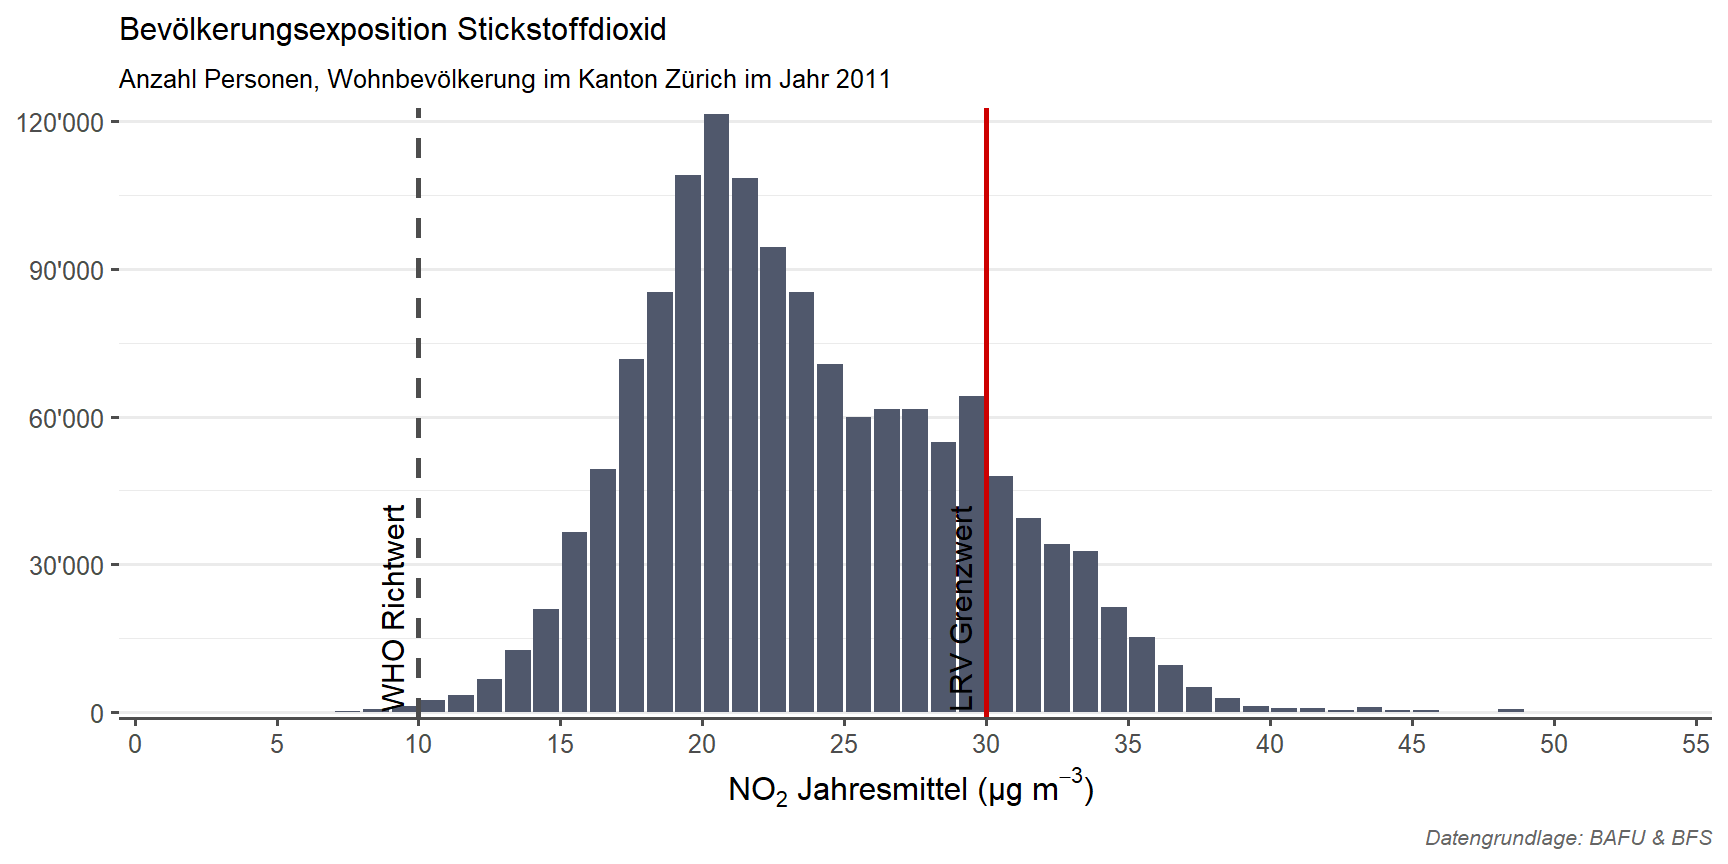 Bevölkerungsexposition Stickstoffdioxid
Anzahl Personen, Wohnbevölkerung im Kanton Zürich im Jahr 2011
120'000
90'000
60'000
30'000
0
WHO Richtwert
LRV Grenzwert
0 5 10 15 20 25 30 35 40 45 50 55
NO₂ Jahresmittel (µg m⁻³)
Datengrundlage: BAFU & BFS